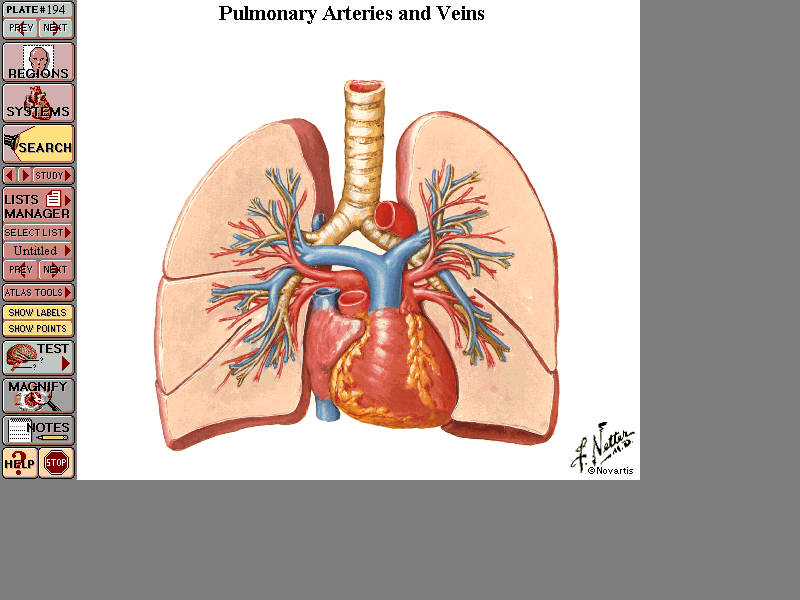 PLATE#194
PREV NEXT
REGIONS
SYSTEMS
SEARCH
STUDY
LISTS
MANAGER
SELECT LIST
Untitled
PREV NEXT
ATLAS TOOLS
SHOW LABELS
SHOW POINTS
TEST
?
?
MAGNIFY
NOTES
HELP
?
STOP
Pulmonary Arteries and Veins
F. Netter
M.D.
©Novartis